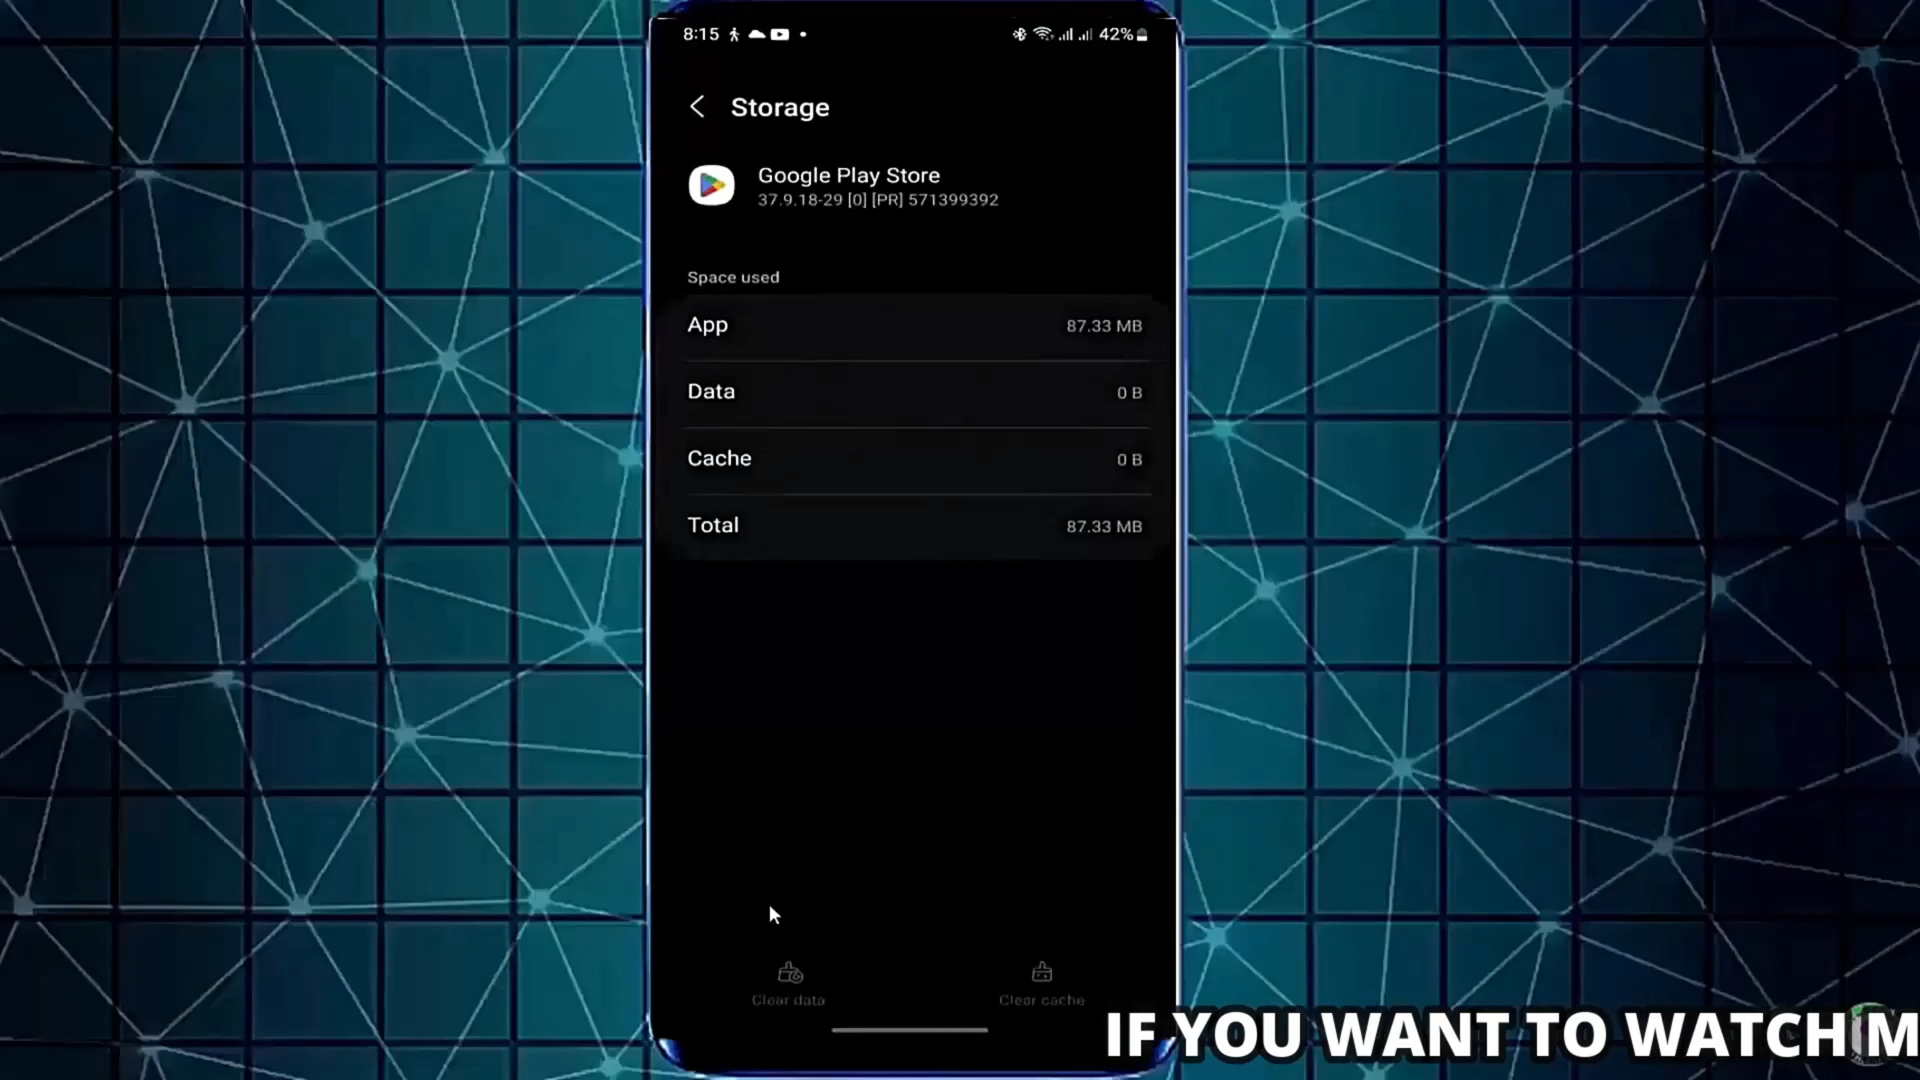 8:15
42%
Storage
Google Play Store
37.9.18-29 [0] [PR] 571399392
Space used
App 87.33 MB
Data 0 B
Cache 0 B
Total 87.33 MB
Clear data Clear cache
IF YOU WANT TO WATCH M